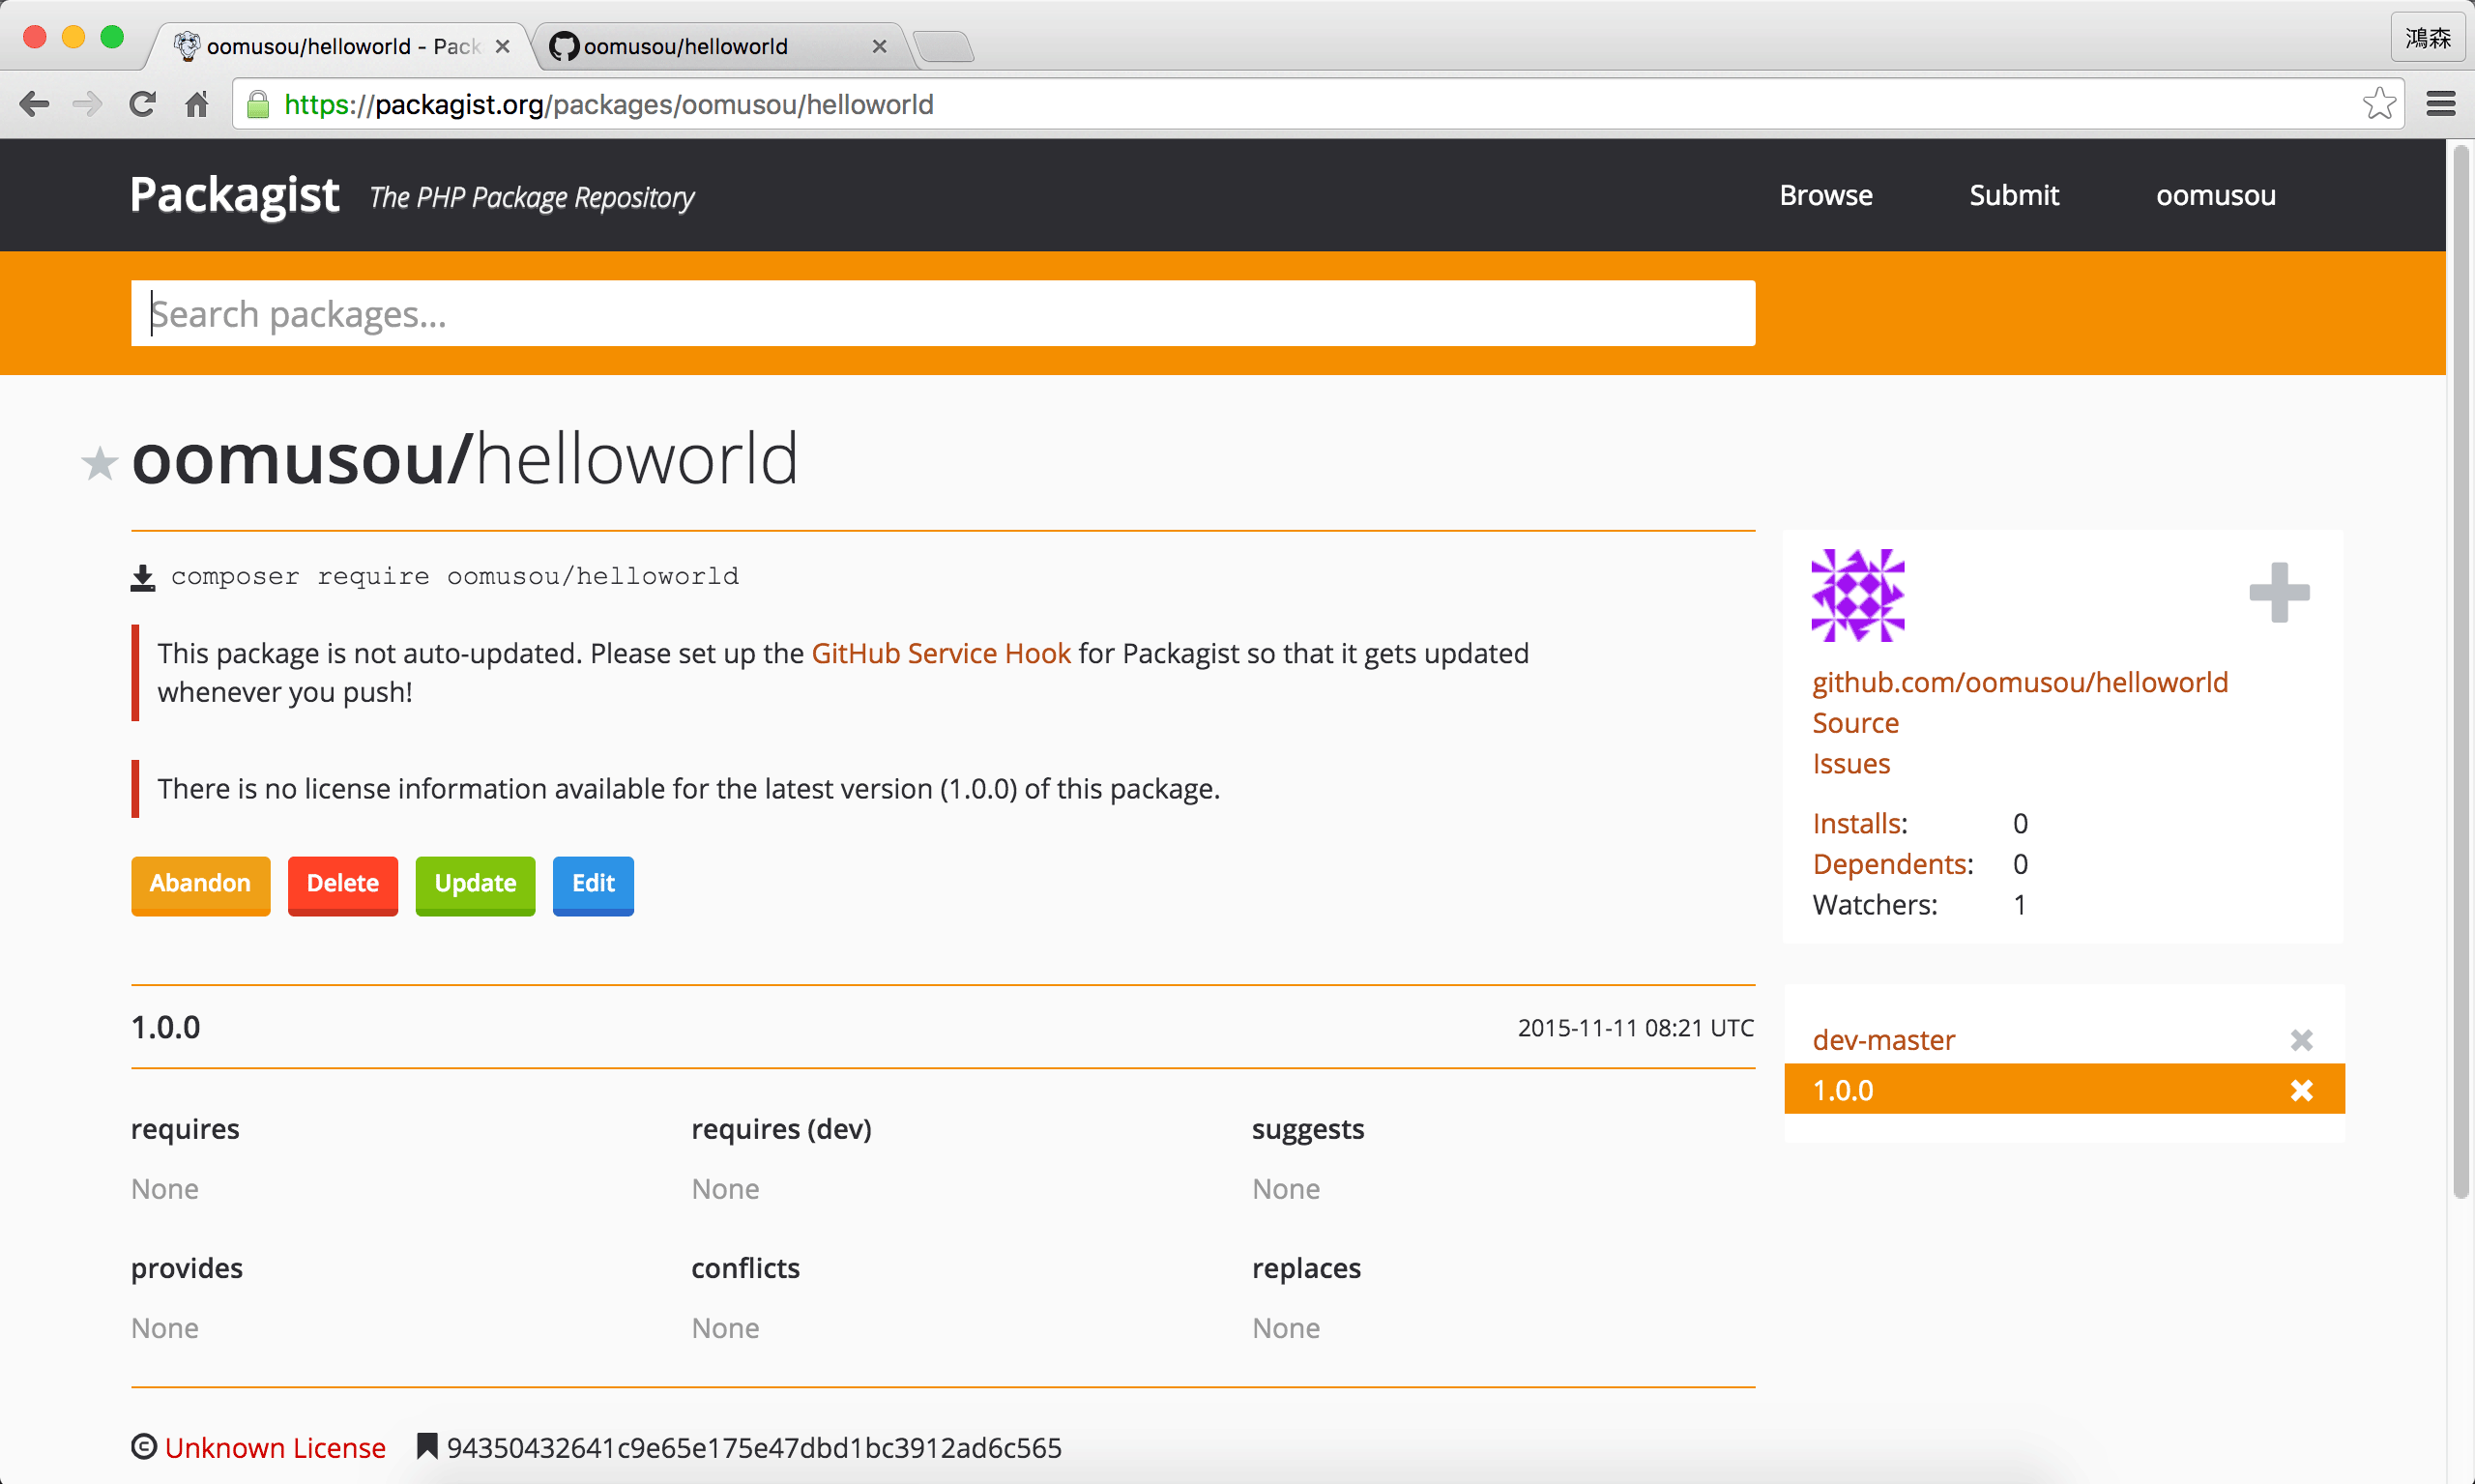 oomusou/helloworld - Pack
oomusou/helloworld
鴻森
https://packagist.org/packages/oomusou/helloworld
Packagist The PHP Package Repository
Browse Submit oomusou
Search packages...
oomusou/helloworld
composer require oomusou/helloworld
This package is not auto-updated. Please set up the GitHub Service Hook for Packagist so that it gets updated
whenever you push!
There is no license information available for the latest version (1.0.0) of this package.
Abandon Delete Update Edit
github.com/oomusou/helloworld
Source
Issues
Installs: 0
Dependents: 0
Watchers: 1
1.0.0 2015-11-11 08:21 UTC
dev-master
1.0.0
requires requires (dev) suggests
None None None
provides conflicts replaces
None None None
Unknown License 94350432641c9e65e175e47dbd1bc3912ad6c565